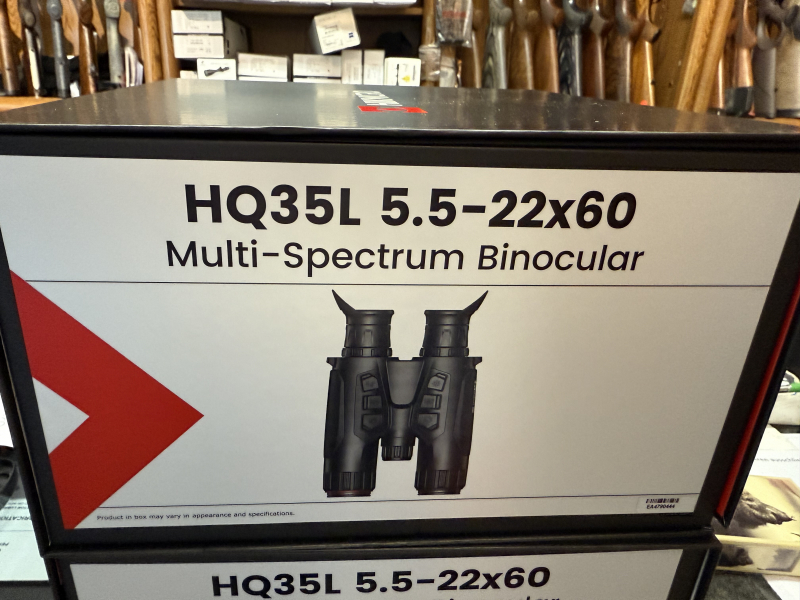 HQ35L 5.5-22x60
Multi-Spectrum Binocular
Product in box may vary in appearance and specifications.
EA4790444
HQ35L 5.5-22x60